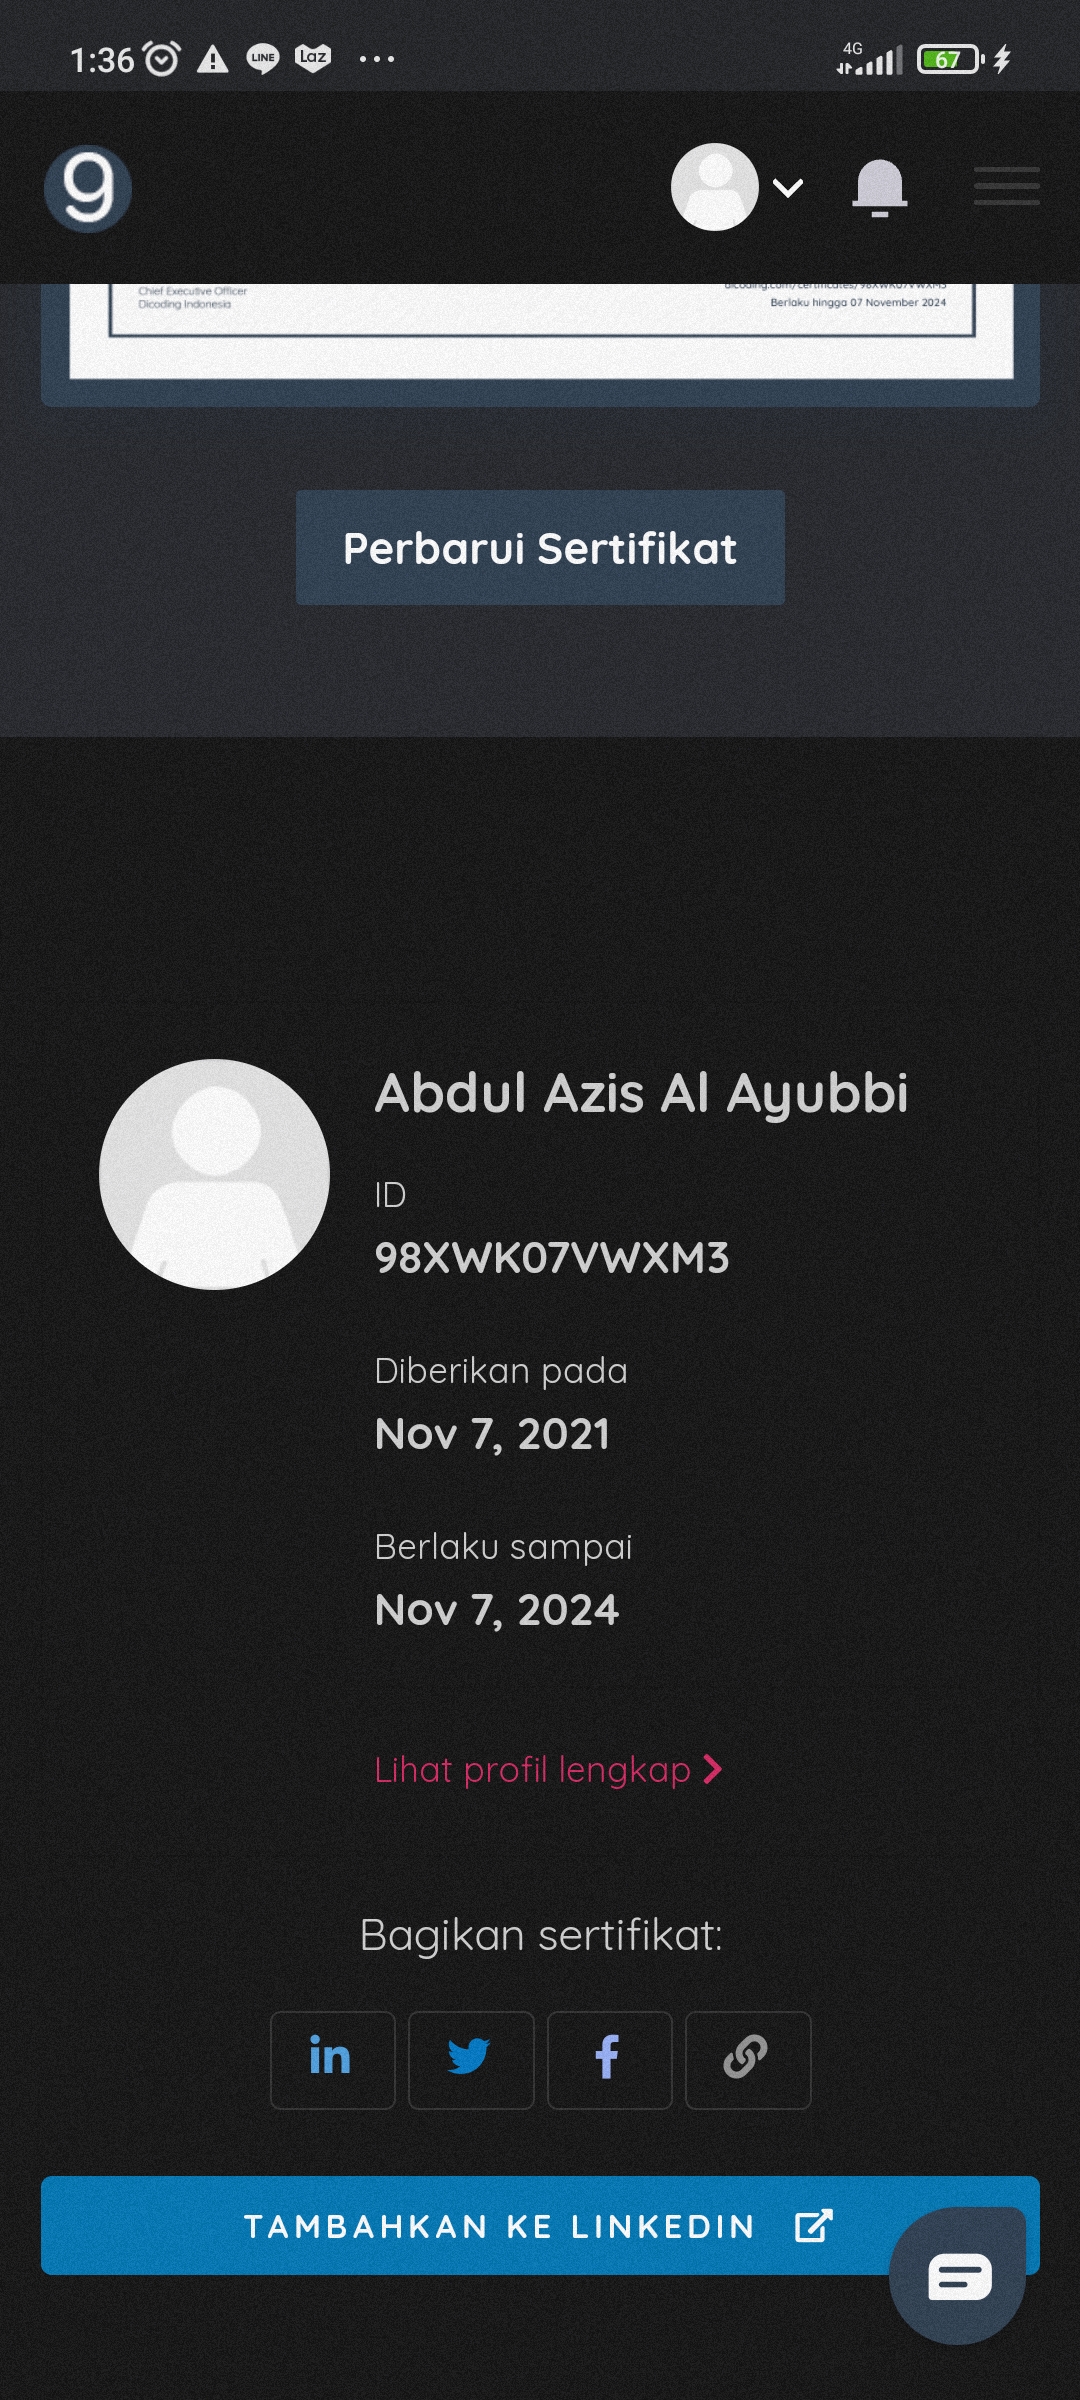 1:36
LINE
Laz
4G
67
g
Chief Executive Officer
dicoding.com/certificates/98XWK07VWXM3
Dicoding Indonesia
Berlaku hingga 07 November 2024
Perbarui Sertifikat
Abdul Azis Al Ayubbi
ID
98XWK07VWXM3
Diberikan pada
Nov 7, 2021
Berlaku sampai
Nov 7, 2024
Lihat profil lengkap
Bagikan sertifikat:
in
f
TAMBAHKAN KE LINKEDIN